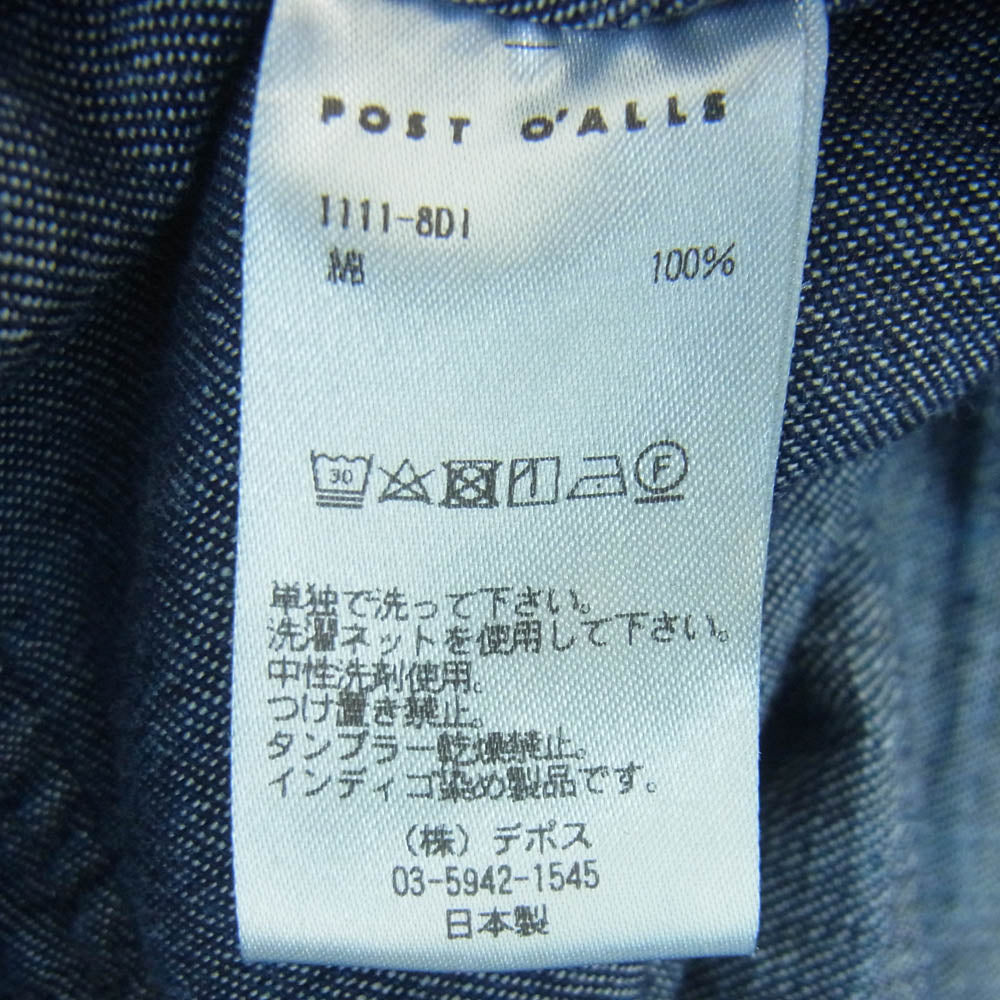 POST O'ALLS
1111-8DI
綿 100%
30 F
単独で洗って下さい。
洗濯ネットを使用して下さい。
中性洗剤使用。
つけ置き禁止。
タンブラー乾燥禁止。
インディゴ染め製品です。
(株) デポス
03-5942-1545
日本製